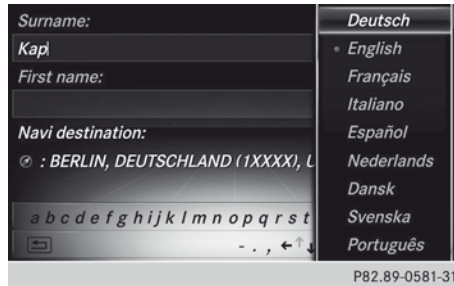 Surname:
Kap
First name:
Navi destination:
: BERLIN, DEUTSCHLAND (1XXXX), U
a b c d e f g h i j k l m n o p q r s t
- . , ←↑
Deutsch
• English
Français
Italiano
Español
Nederlands
Dansk
Svenska
Português
P82.89-0581-31